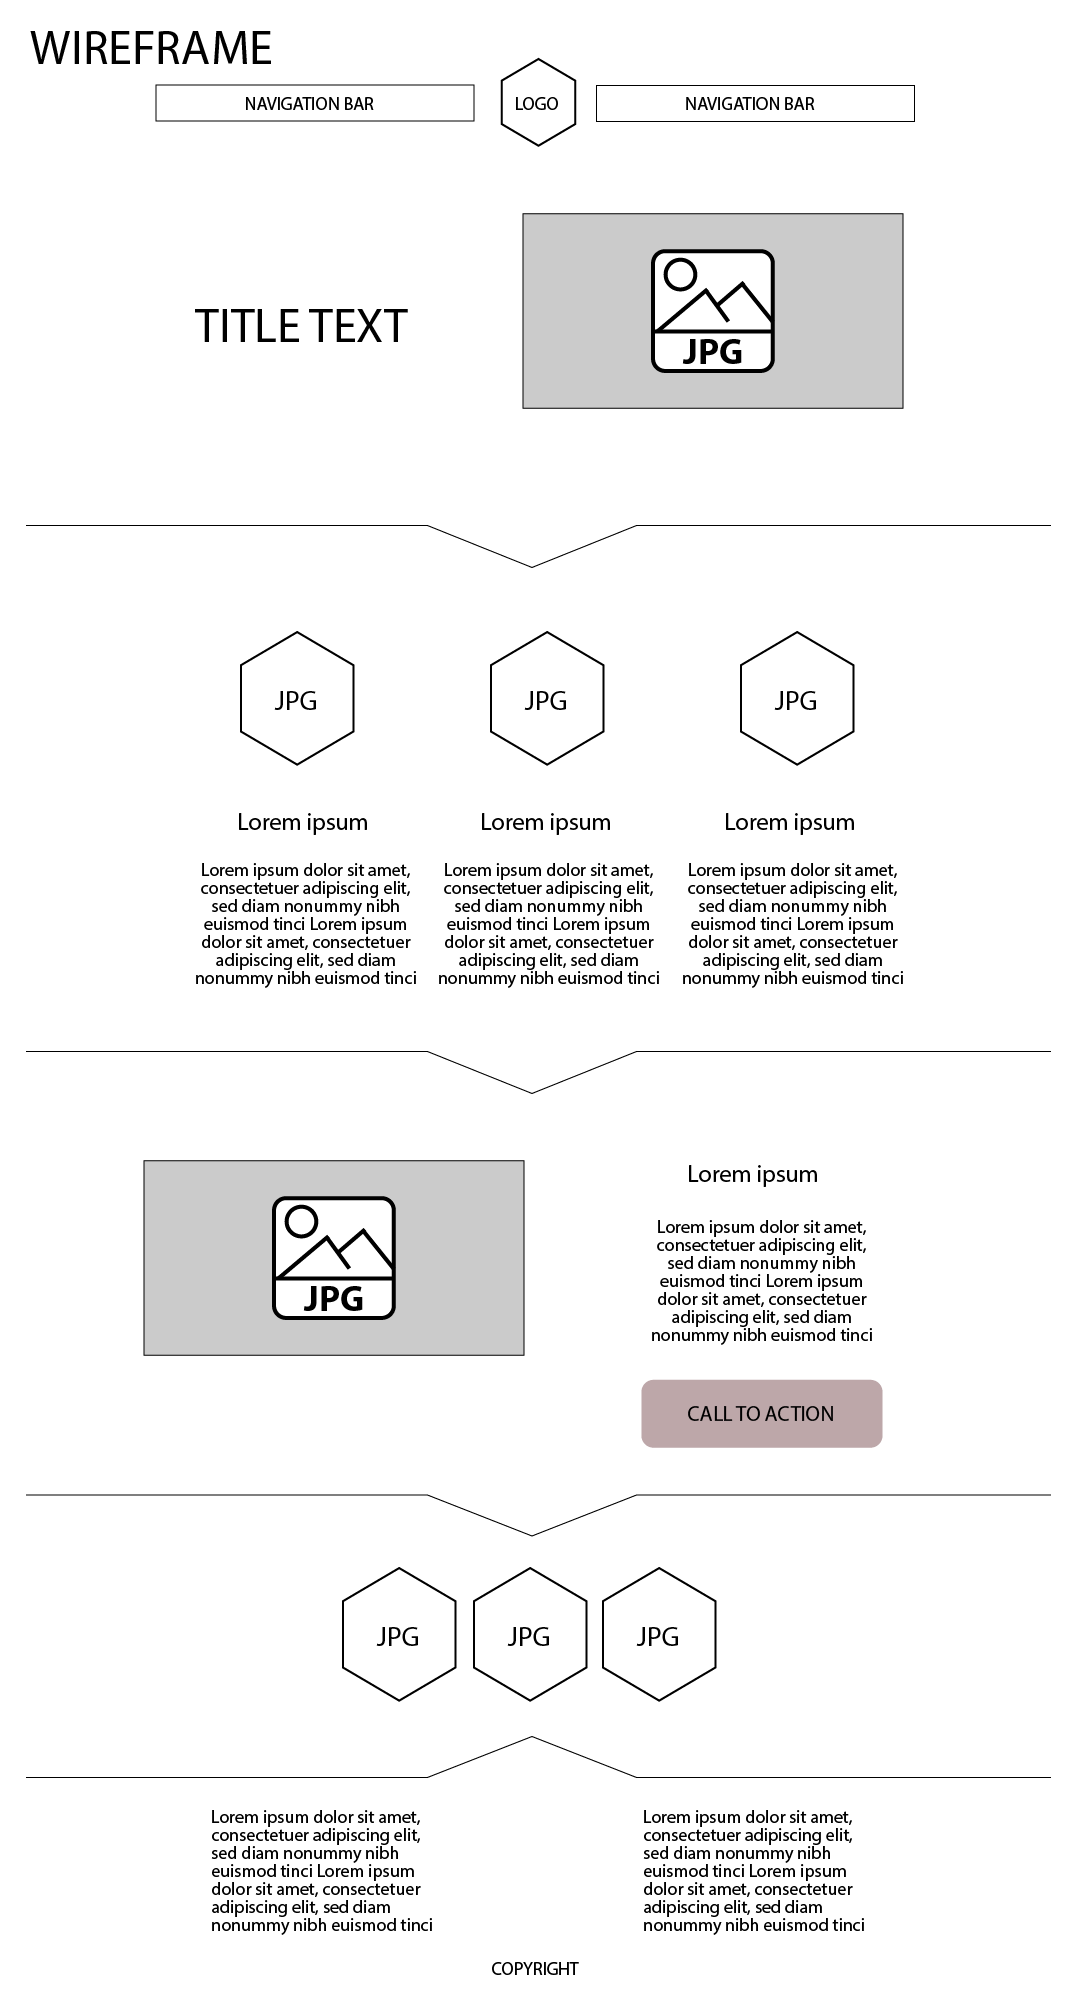 WIREFRAME
NAVIGATION BAR
LOGO
NAVIGATION BAR
TITLE TEXT
JPG
JPG
JPG
JPG
Lorem ipsum
Lorem ipsum dolor sit amet,
consectetuer adipiscing elit,
sed diam nonummy nibh
euismod tinci Lorem ipsum
dolor sit amet, consectetuer
adipiscing elit, sed diam
nonummy nibh euismod tinci
Lorem ipsum
Lorem ipsum dolor sit amet,
consectetuer adipiscing elit,
sed diam nonummy nibh
euismod tinci Lorem ipsum
dolor sit amet, consectetuer
adipiscing elit, sed diam
nonummy nibh euismod tinci
Lorem ipsum
Lorem ipsum dolor sit amet,
consectetuer adipiscing elit,
sed diam nonummy nibh
euismod tinci Lorem ipsum
dolor sit amet, consectetuer
adipiscing elit, sed diam
nonummy nibh euismod tinci
JPG
Lorem ipsum
Lorem ipsum dolor sit amet,
consectetuer adipiscing elit,
sed diam nonummy nibh
euismod tinci Lorem ipsum
dolor sit amet, consectetuer
adipiscing elit, sed diam
nonummy nibh euismod tinci
CALL TO ACTION
JPG
JPG
JPG
Lorem ipsum dolor sit amet,
consectetuer adipiscing elit,
sed diam nonummy nibh
euismod tinci Lorem ipsum
dolor sit amet, consectetuer
adipiscing elit, sed diam
nonummy nibh euismod tinci
Lorem ipsum dolor sit amet,
consectetuer adipiscing elit,
sed diam nonummy nibh
euismod tinci Lorem ipsum
dolor sit amet, consectetuer
adipiscing elit, sed diam
nonummy nibh euismod tinci
COPYRIGHT